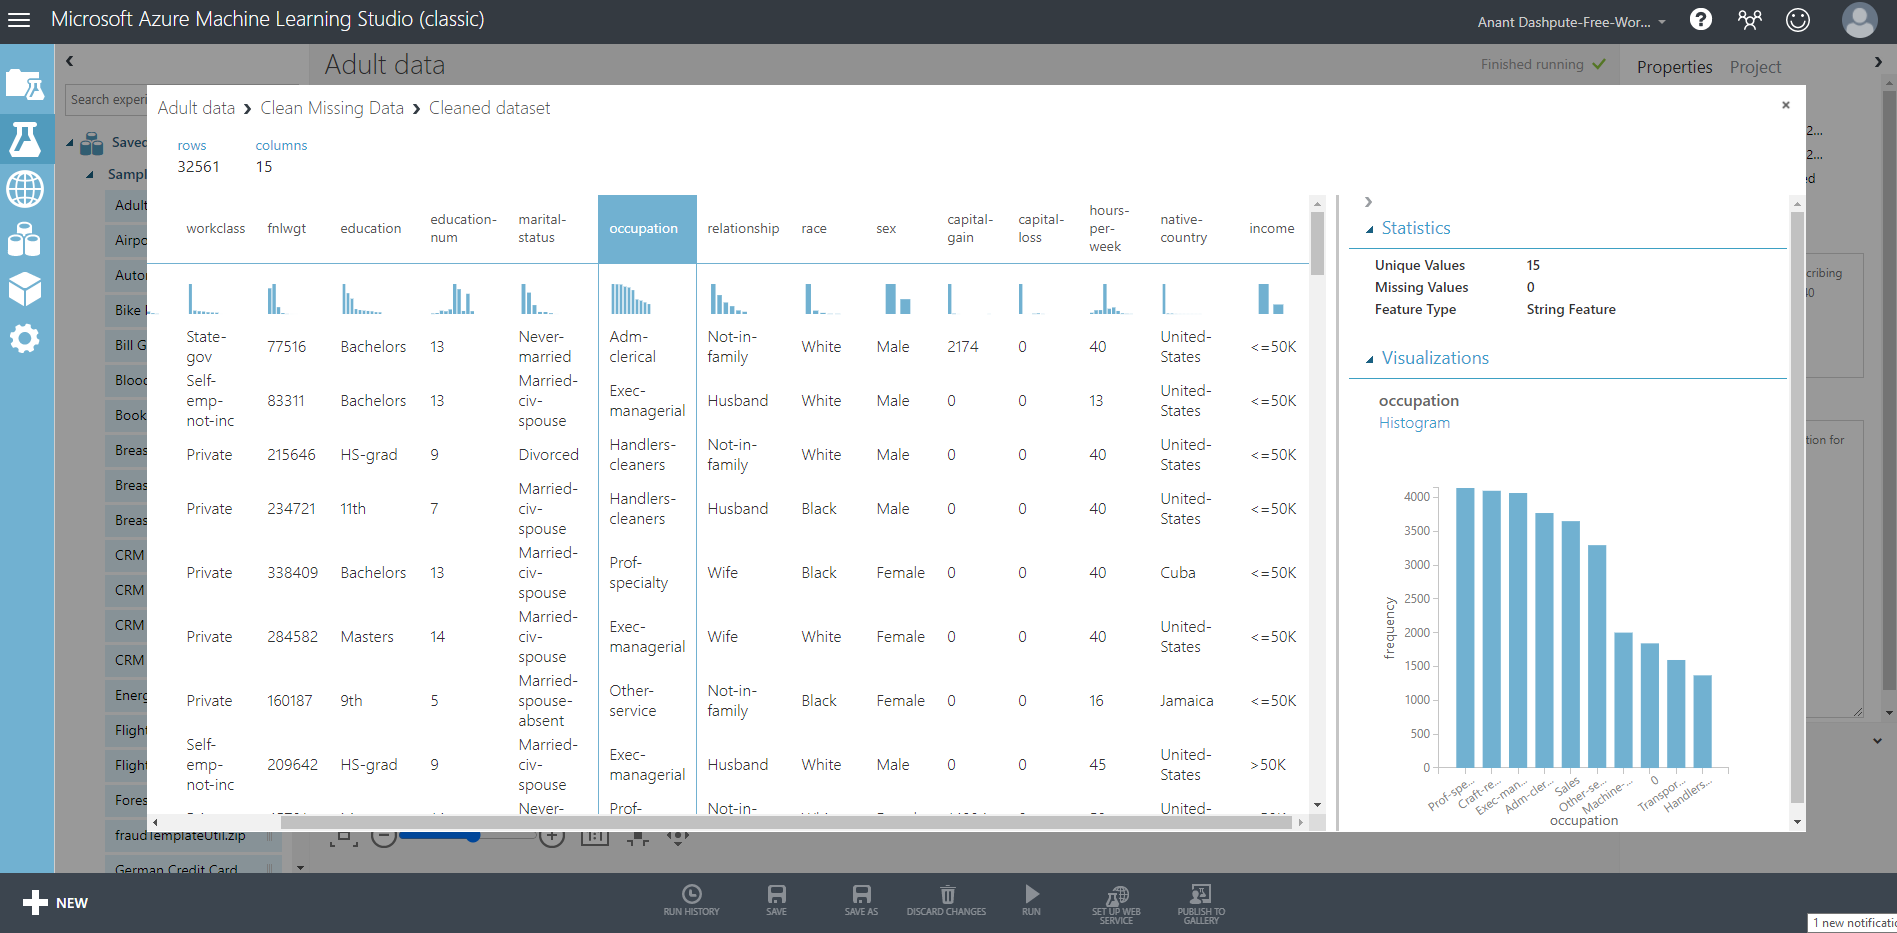 Microsoft Azure Machine Learning Studio (classic)
Anant Dashpute-Free-Wor...
Adult data
Finished running
Properties Project
Search experi
Adult data › Clean Missing Data › Cleaned dataset
rows columns
32561 15
Saved
Sampl
Adult
Airpo
Auto
Bike
Bill G
Blood
Book
Breas
Breas
Breas
CRM
CRM
CRM
CRM
Energ
Flight
Flight
Fores
fraudTemplateUtil.zip
German Credit Card
workclass fnlwgt education education-num marital-status occupation relationship race sex capital-gain capital-loss hours-per-week native-country income
State-gov 77516 Bachelors 13 Never-married Adm-clerical Not-in-family White Male 2174 0 40 United-States <=50K
Self-emp-not-inc 83311 Bachelors 13 Married-civ-spouse Exec-managerial Husband White Male 0 0 13 United-States <=50K
Private 215646 HS-grad 9 Divorced Handlers-cleaners Not-in-family White Male 0 0 40 United-States <=50K
Private 234721 11th 7 Married-civ-spouse Handlers-cleaners Husband Black Male 0 0 40 United-States <=50K
Private 338409 Bachelors 13 Married-civ-spouse Prof-specialty Wife Black Female 0 0 40 Cuba <=50K
Private 284582 Masters 14 Married-civ-spouse Exec-managerial Wife White Female 0 0 40 United-States <=50K
Private 160187 9th 5 Married-spouse-absent Other-service Not-in-family Black Female 0 0 16 Jamaica <=50K
Self-emp-not-inc 209642 HS-grad 9 Married-civ-spouse Exec-managerial Husband White Male 0 0 45 United-States >50K
Never- Prof- Not-in- United-
Statistics
Unique Values 15
Missing Values 0
Feature Type String Feature
Visualizations
occupation
Histogram
4000
3500
3000
2500
2000
1500
1000
500
0
frequency
Prof-spe... Craft-re... Exec-man... Adm-cler... Sales Other-se... Machine-... 0 Transpor... Handlers...
occupation
2...
2...
ed
cribing
40
tion for
1:1
NEW
RUN HISTORY
SAVE
SAVE AS
DISCARD CHANGES
RUN
SET UP WEB
SERVICE
PUBLISH TO
GALLERY
1 new notificatio